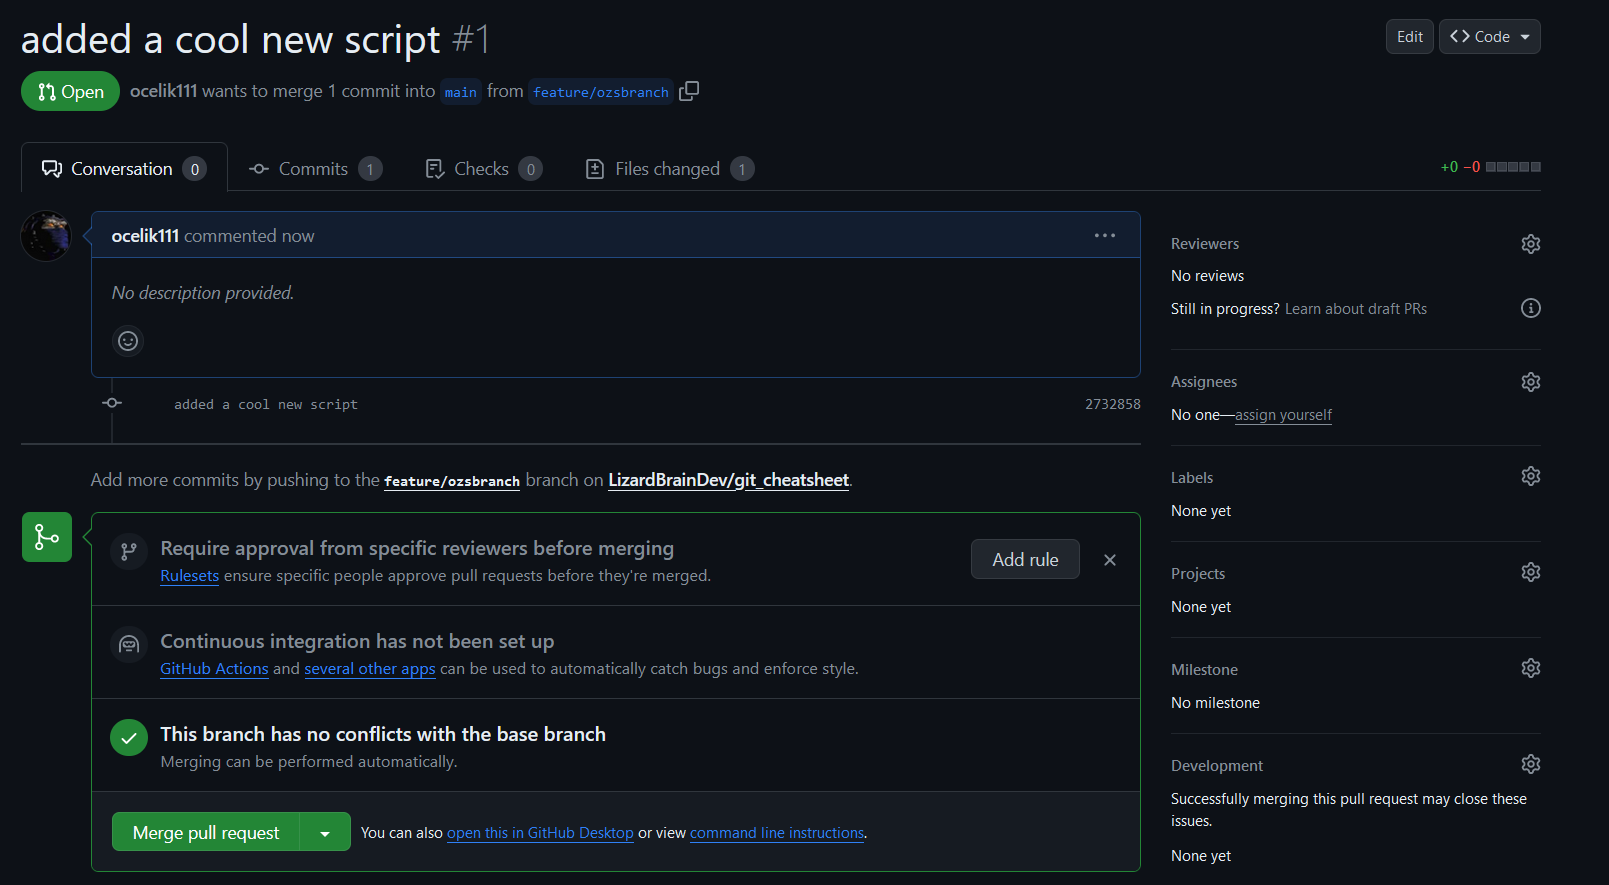 added a cool new script #1
Edit
Code
Open
ocelik111 wants to merge 1 commit into main from feature/ozsbranch
Conversation 0
Commits 1
Checks 0
Files changed 1
+0 −0
ocelik111 commented now
No description provided.
added a cool new script 2732858
Add more commits by pushing to the feature/ozsbranch branch on LizardBrainDev/git_cheatsheet.
Require approval from specific reviewers before merging
Rulesets ensure specific people approve pull requests before they're merged.
Add rule
Continuous integration has not been set up
GitHub Actions and several other apps can be used to automatically catch bugs and enforce style.
This branch has no conflicts with the base branch
Merging can be performed automatically.
Merge pull request
You can also open this in GitHub Desktop or view command line instructions.
Reviewers
No reviews
Still in progress? Learn about draft PRs
Assignees
No one—assign yourself
Labels
None yet
Projects
None yet
Milestone
No milestone
Development
Successfully merging this pull request may close these
issues.
None yet